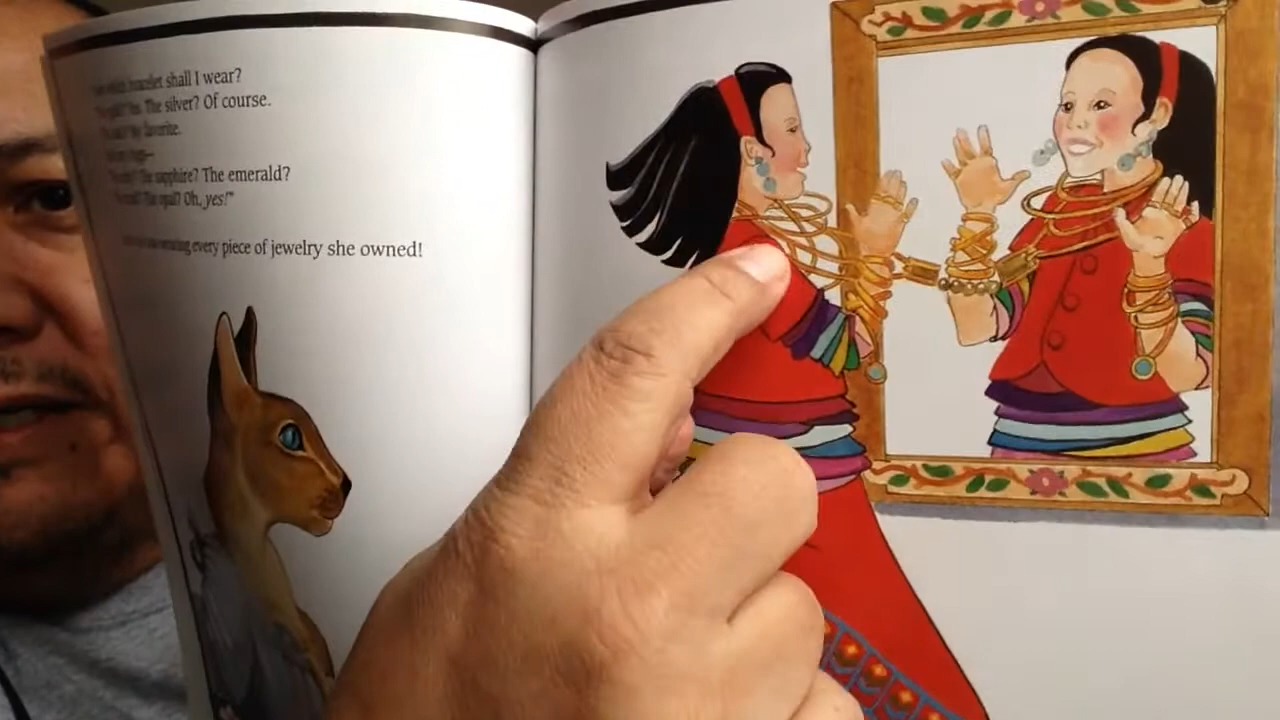 bracelet shall I wear?
The silver? Of course.
favorite.
The sapphire? The emerald?
The opal? Oh, yes!"
wearing every piece of jewelry she owned!